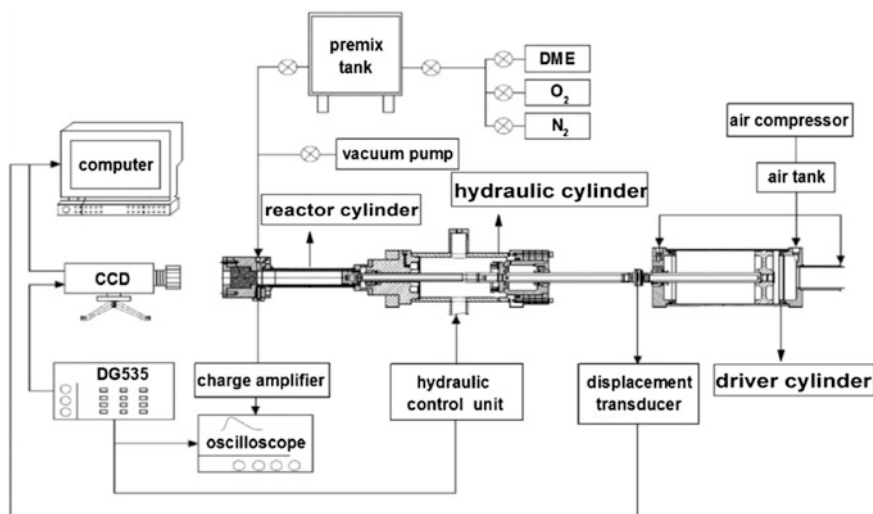 premix
tank
DME
O₂
N₂
air compressor
vacuum pump
computer
hydraulic cylinder
air tank
reactor cylinder
CCD
DG535
charge amplifier
hydraulic
control unit
displacement
transducer
driver cylinder
oscilloscope